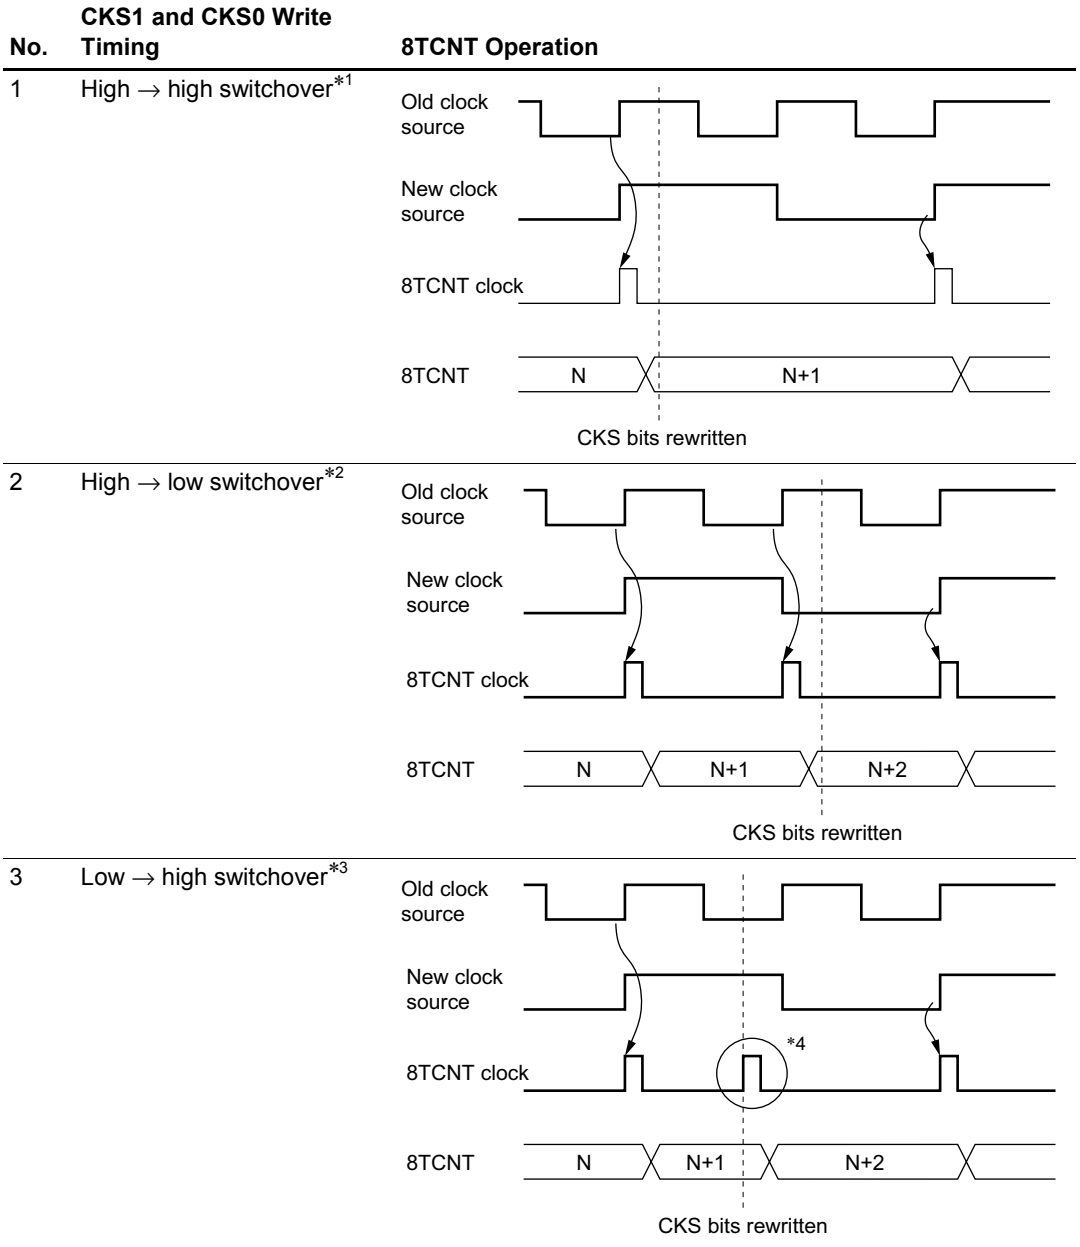 No.
CKS1 and CKS0 Write
Timing
8TCNT Operation
1
High → high switchover*1
Old clock
source
New clock
source
8TCNT clock
8TCNT
N
N+1
CKS bits rewritten
2
High → low switchover*2
Old clock
source
New clock
source
8TCNT clock
8TCNT
N
N+1
N+2
CKS bits rewritten
3
Low → high switchover*3
Old clock
source
New clock
source
*4
8TCNT clock
8TCNT
N
N+1
N+2
CKS bits rewritten